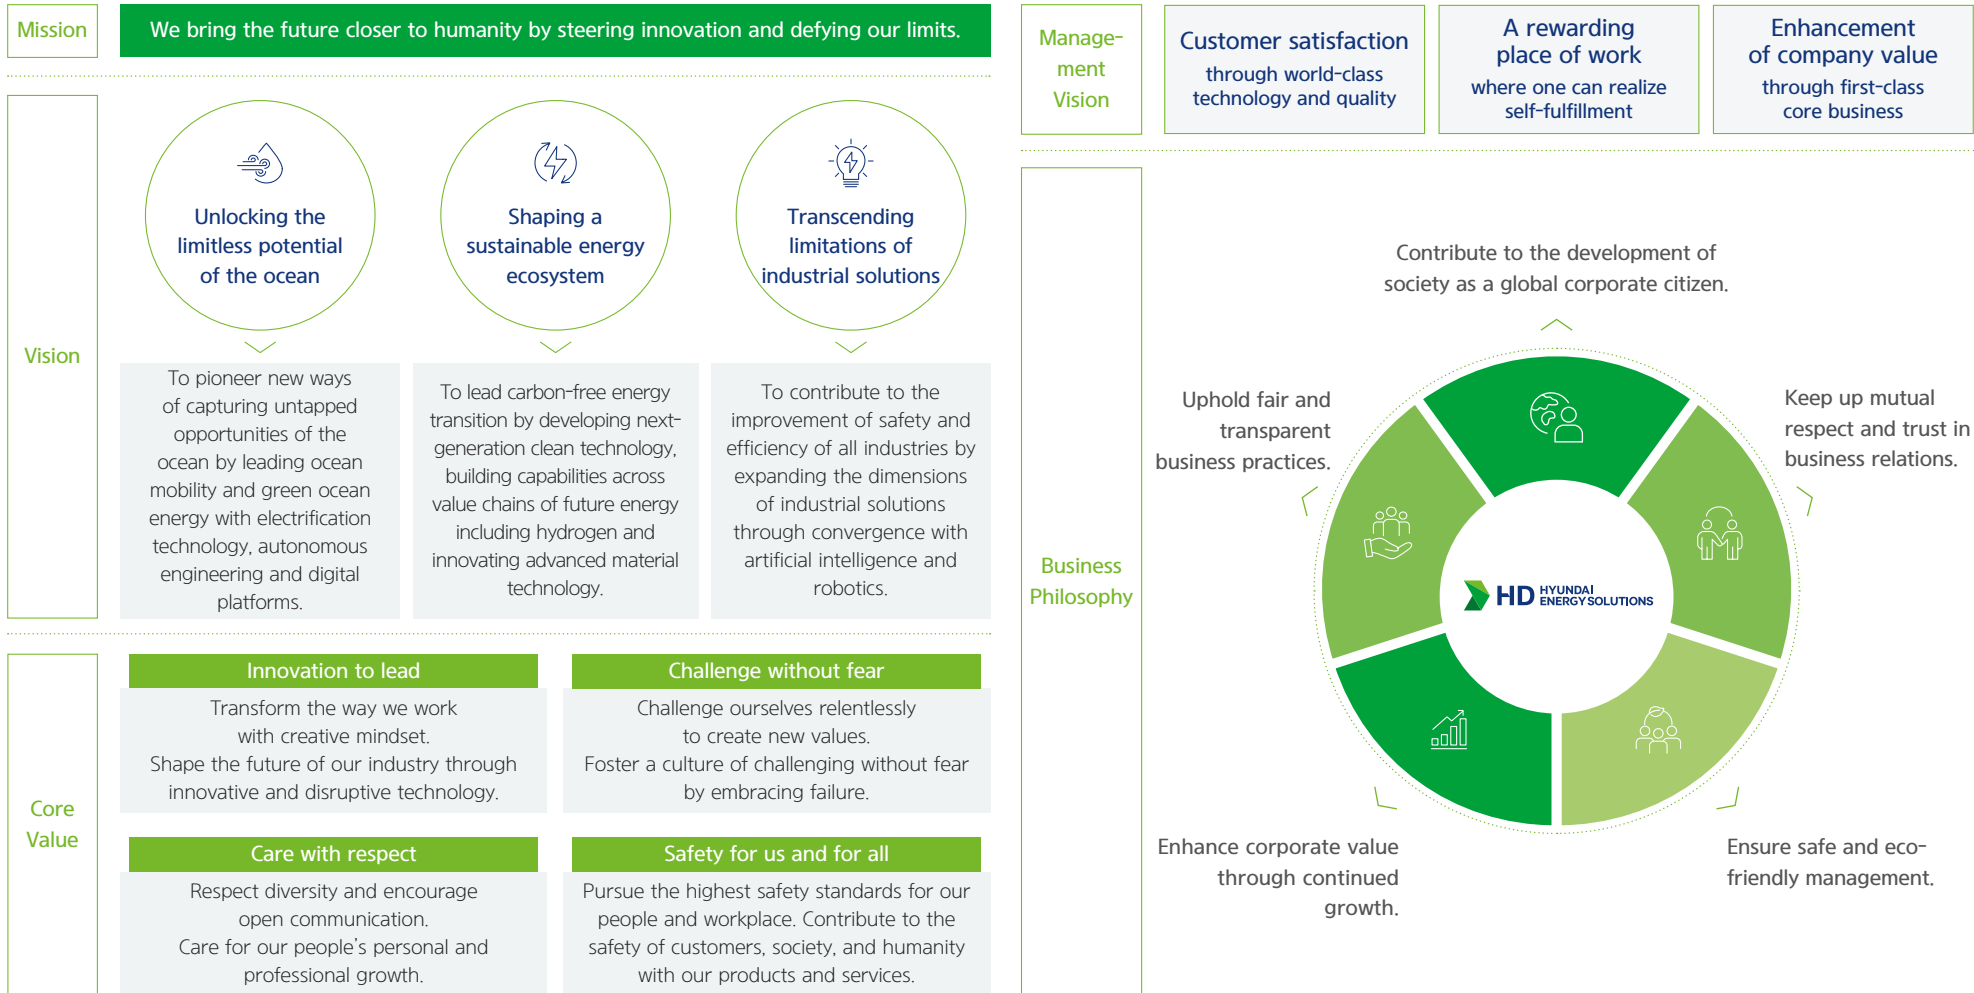 Mission
We bring the future closer to humanity by steering innovation and defying our limits.
Vision
Unlocking the
limitless potential
of the ocean
To pioneer new ways
of capturing untapped
opportunities of the
ocean by leading ocean
mobility and green ocean
energy with electrification
technology, autonomous
engineering and digital
platforms.
Shaping a
sustainable energy
ecosystem
To lead carbon-free energy
transition by developing next-
generation clean technology,
building capabilities across
value chains of future energy
including hydrogen and
innovating advanced material
technology.
Transcending
limitations of
industrial solutions
To contribute to the
improvement of safety and
efficiency of all industries by
expanding the dimensions
of industrial solutions
through convergence with
artificial intelligence and
robotics.
Core
Value
Innovation to lead
Transform the way we work
with creative mindset.
Shape the future of our industry through
innovative and disruptive technology.
Challenge without fear
Challenge ourselves relentlessly
to create new values.
Foster a culture of challenging without fear
by embracing failure.
Care with respect
Respect diversity and encourage
open communication.
Care for our people's personal and
professional growth.
Safety for us and for all
Pursue the highest safety standards for our
people and workplace. Contribute to the
safety of customers, society, and humanity
with our products and services.
Manage-
ment
Vision
Customer satisfaction
through world-class
technology and quality
A rewarding
place of work
where one can realize
self-fulfillment
Enhancement
of company value
through first-class
core business
Business
Philosophy
Contribute to the development of
society as a global corporate citizen.
Uphold fair and
transparent
business practices.
Keep up mutual
respect and trust in
business relations.
HD HYUNDAI
ENERGY SOLUTIONS
Enhance corporate value
through continued
growth.
Ensure safe and eco-
friendly management.